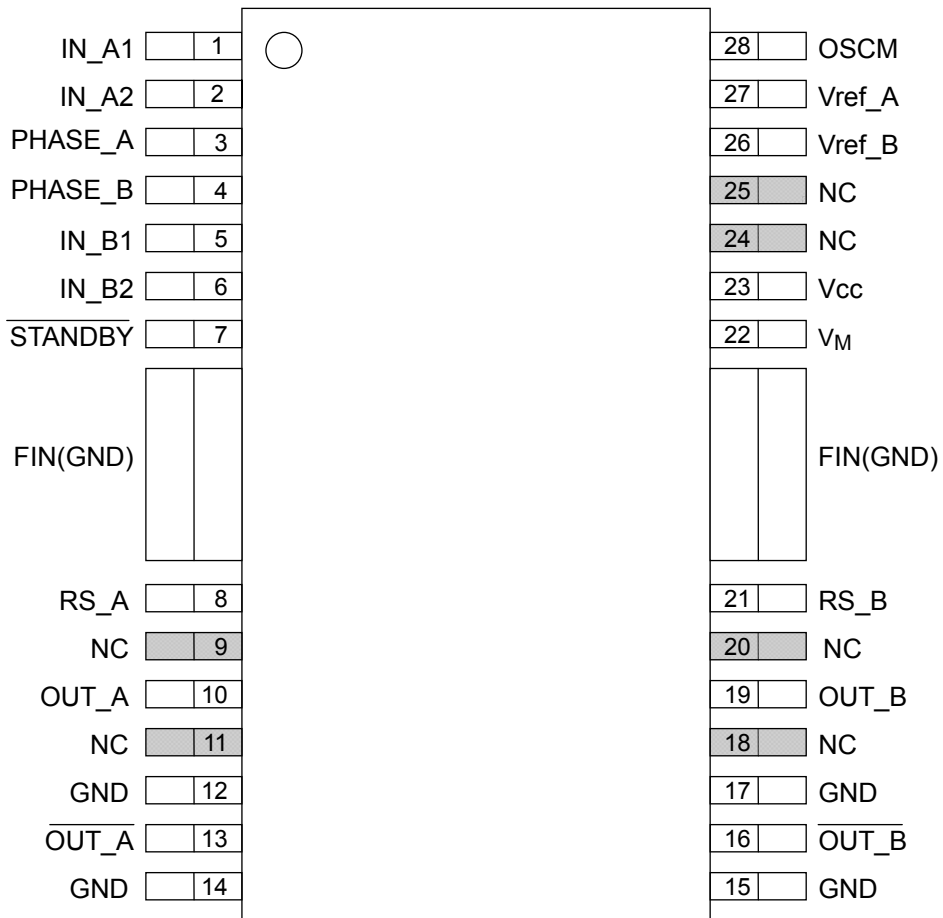 IN_A1 1 28 OSCM
IN_A2 2 27 Vref_A
PHASE_A 3 26 Vref_B
PHASE_B 4 25 NC
IN_B1 5 24 NC
IN_B2 6 23 Vcc
S̅T̅A̅N̅D̅B̅Y̅ 7 22 VM
FIN(GND) FIN(GND)
RS_A 8 21 RS_B
NC 9 20 NC
OUT_A 10 19 OUT_B
NC 11 18 NC
GND 12 17 GND
O̅U̅T̅_̅A̅ 13 16 O̅U̅T̅_̅B̅
GND 14 15 GND